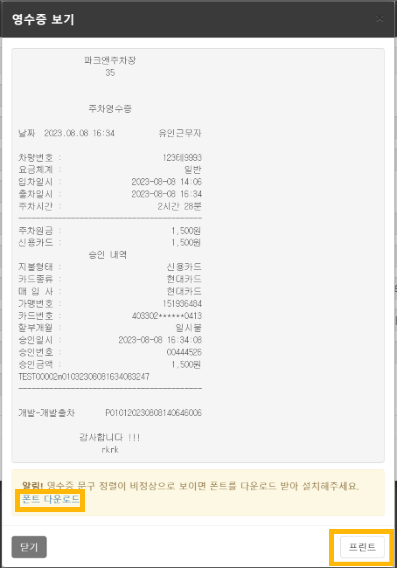 영수증 보기
파크앤주차장
35
주차영수증
날짜 2023.08.08 16:34 유인근무자
차량번호 : 123테9993
요금체계 : 일반
입차일시 : 2023-08-08 14:06
출차일시 : 2023-08-08 16:34
주차시간 : 2시간 28분
----------------------------------------
주차원금 : 1,500원
신용카드 : 1,500원
승인 내역
지불형태 : 신용카드
카드종류 : 현대카드
매 입 사 : 현대카드
가맹번호 : 151936484
카드번호 : 403302******0413
할부개월 : 일시불
승인일시 : 2023-08-08 16:34:08
승인번호 : 00444526
승인금액 : 1,500원
TEST00002m01032308081634083247
----------------------------------------
개발-개발출차 P010120230808140646006
감사합니다 !!!
rkrk
알림! 영수증 문구 정렬이 비정상으로 보이면 폰트를 다운로드 받아 설치해주세요.
폰트 다운로드
닫기 프린트